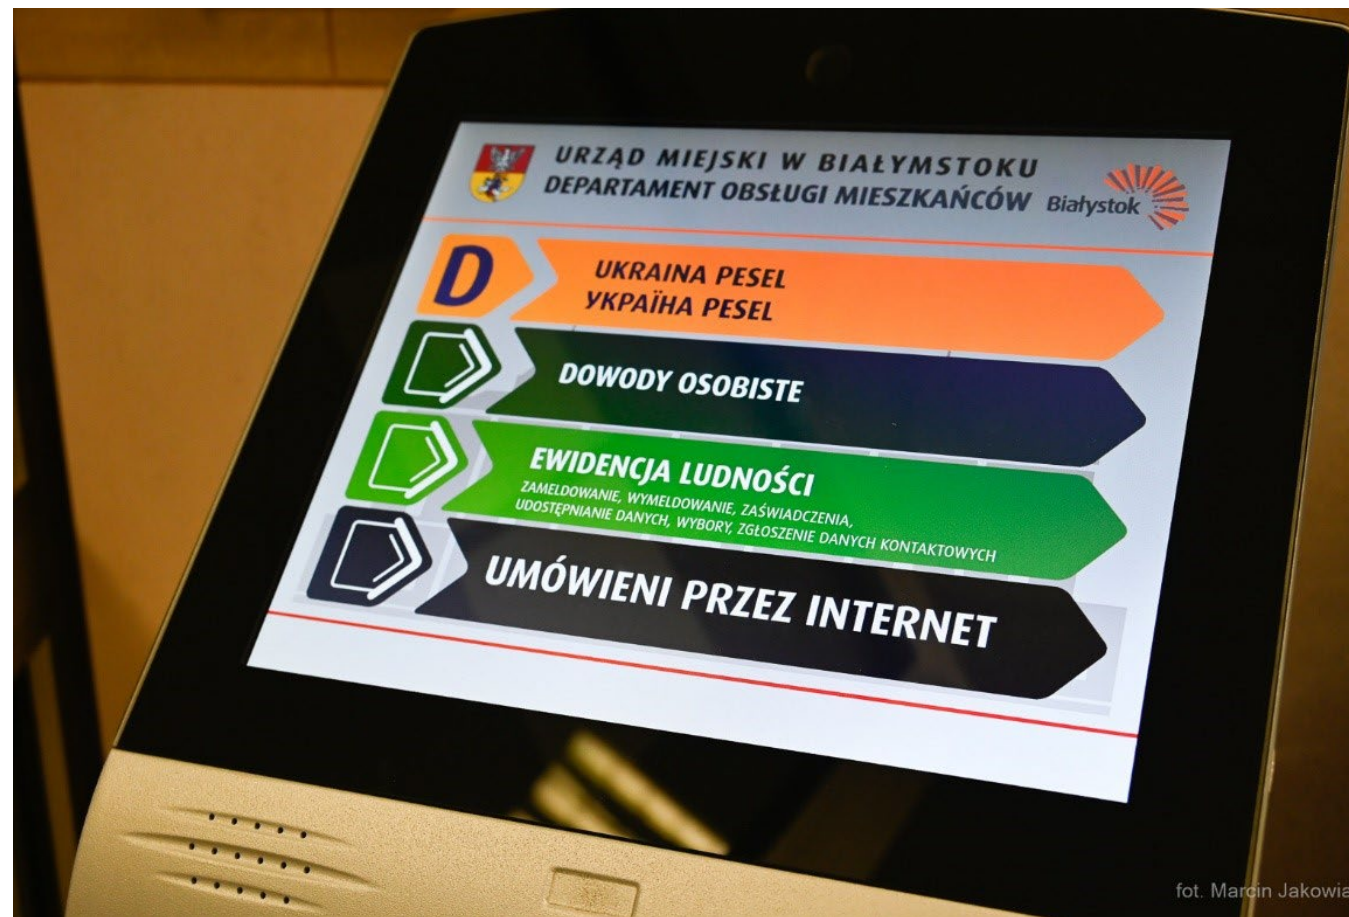 URZĄD MIEJSKI W BIAŁYMSTOKU
DEPARTAMENT OBSŁUGI MIESZKAŃCÓW
Białystok
D
UKRAINA PESEL
УКРАЇНА PESEL
DOWODY OSOBISTE
EWIDENCJA LUDNOŚCI
ZAMELDOWANIE, WYMELDOWANIE, ZAŚWIADCZENIA,
UDOSTĘPNIANIE DANYCH, WYBORY, ZGŁOSZENIE DANYCH KONTAKTOWYCH
UMÓWIENI PRZEZ INTERNET
fot. Marcin Jakowia